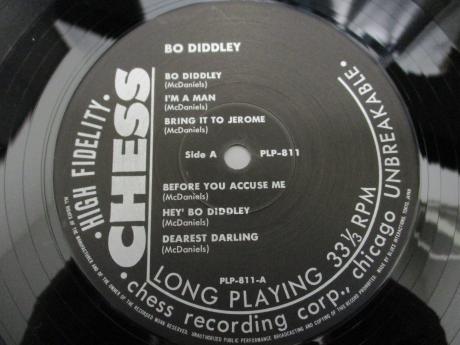 BO DIDDLEY
BO DIDDLEY
(McDaniels)
I'M A MAN
(McDaniels)
BRING IT TO JEROME
(McDaniels)
Side A PLP-811
BEFORE YOU ACCUSE ME
(McDaniels)
HEY' BO DIDDLEY
(McDaniels)
DEAREST DARLING
(McDaniels)
PLP-811-A
· HIGH FIDELITY ·
CHESS
LONG PLAYING 33 1/3 RPM
· chess recording corp., chicago UNBREAKABLE ·